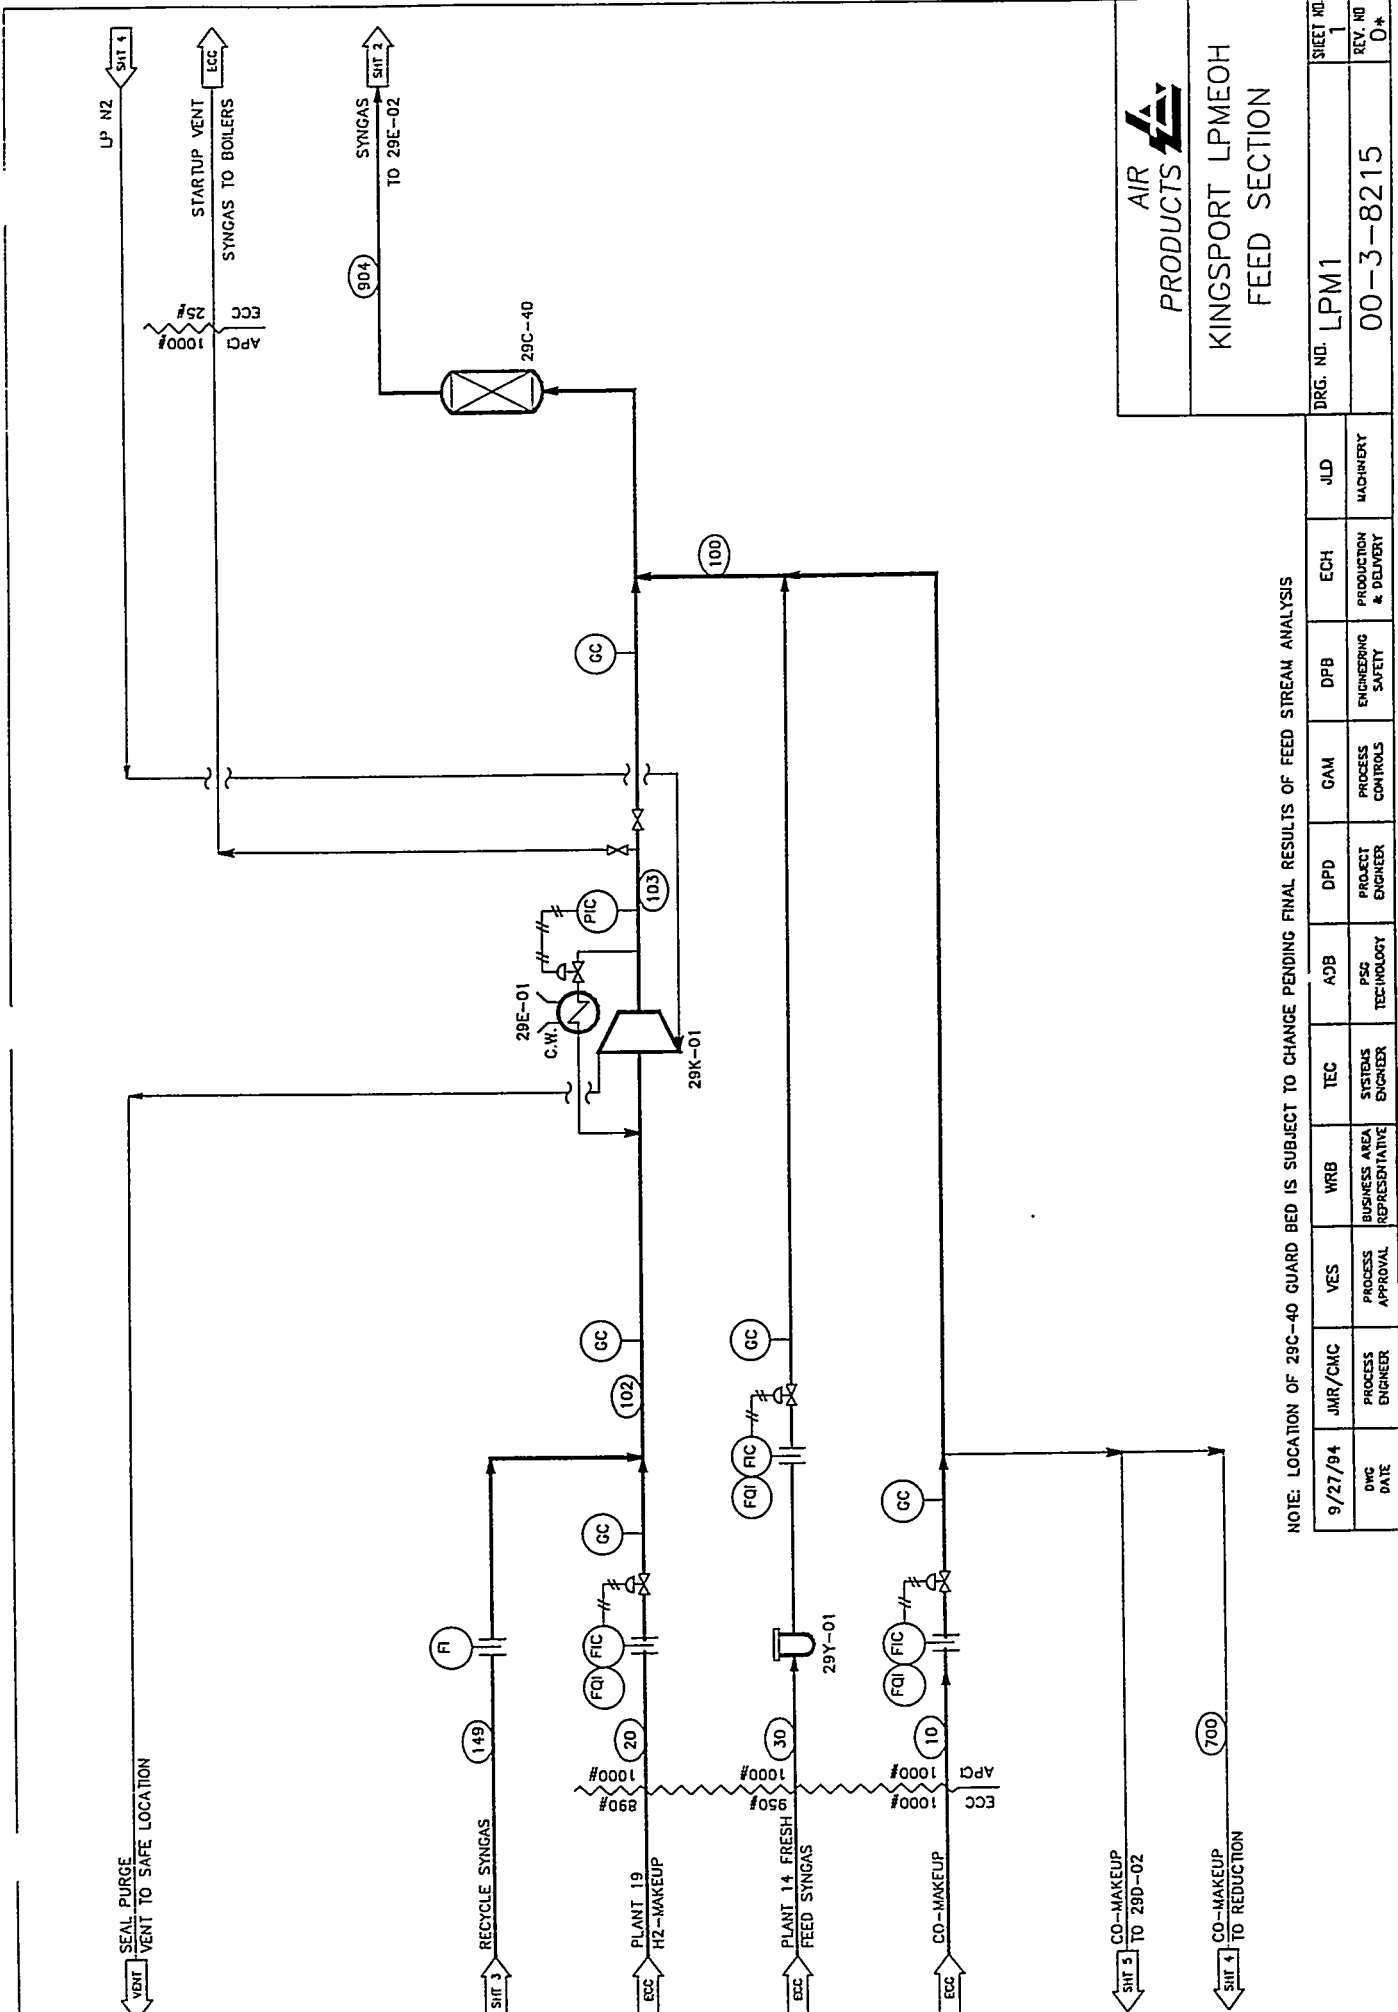 SEAL PURGE
VENT
VENT TO SAFE LOCATION
SHT 4
LP N2
ECC
STARTUP VENT
SYNGAS TO BOILERS
1000#
25#
APCI
ECC
SHT 2
SYNGAS
TO 29E-02
904
29C-40
29E-01
C.W.
PIC
103
29K-01
GC
100
SHT 3
RECYCLE SYNGAS
149
FI
ECC
PLANT 19
H2-MAKEUP
890#
1000#
20
FQI
FIC
GC
102
GC
ECC
PLANT 14 FRESH
FEED SYNGAS
950#
1000#
30
29Y-01
FQI
FIC
GC
ECC
CO-MAKEUP
1000#
1000#
ECC
APCI
10
FQI
FIC
GC
SHT 5
CO-MAKEUP
TO 29D-02
SHT 4
CO-MAKEUP
TO REDUCTION
700
NOTE: LOCATION OF 29C-40 GUARD BED IS SUBJECT TO CHANGE PENDING FINAL RESULTS OF FEED STREAM ANALYSIS
9/27/94 JMR/CMC VES WRB TEC ADB DPD GAM DPB ECH JLD
DWG DATE
PROCESS ENGINEER
PROCESS APPROVAL
BUSINESS AREA REPRESENTATIVE
SYSTEMS ENGINEER
PSG TECHNOLOGY
PROJECT ENGINEER
PROCESS CONTROLS
ENGINEERING SAFETY
PRODUCTION & DELIVERY
MACHINERY
AIR
PRODUCTS
KINGSPORT LPMEOH
FEED SECTION
DRG. NO. LPM1
SHEET NO. 1
00-3-8215
REV. NO 0*